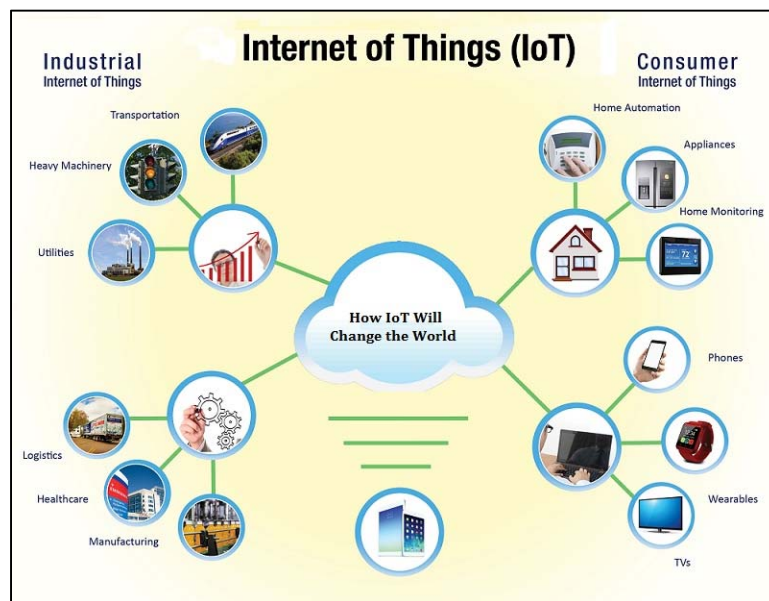 Internet of Things (IoT)
Industrial
Internet of Things
Consumer
Internet of Things
Transportation
Heavy Machinery
Utilities
Home Automation
Appliances
Home Monitoring
72
How IoT Will
Change the World
Logistics
Healthcare
Manufacturing
Phones
Wearables
TVs